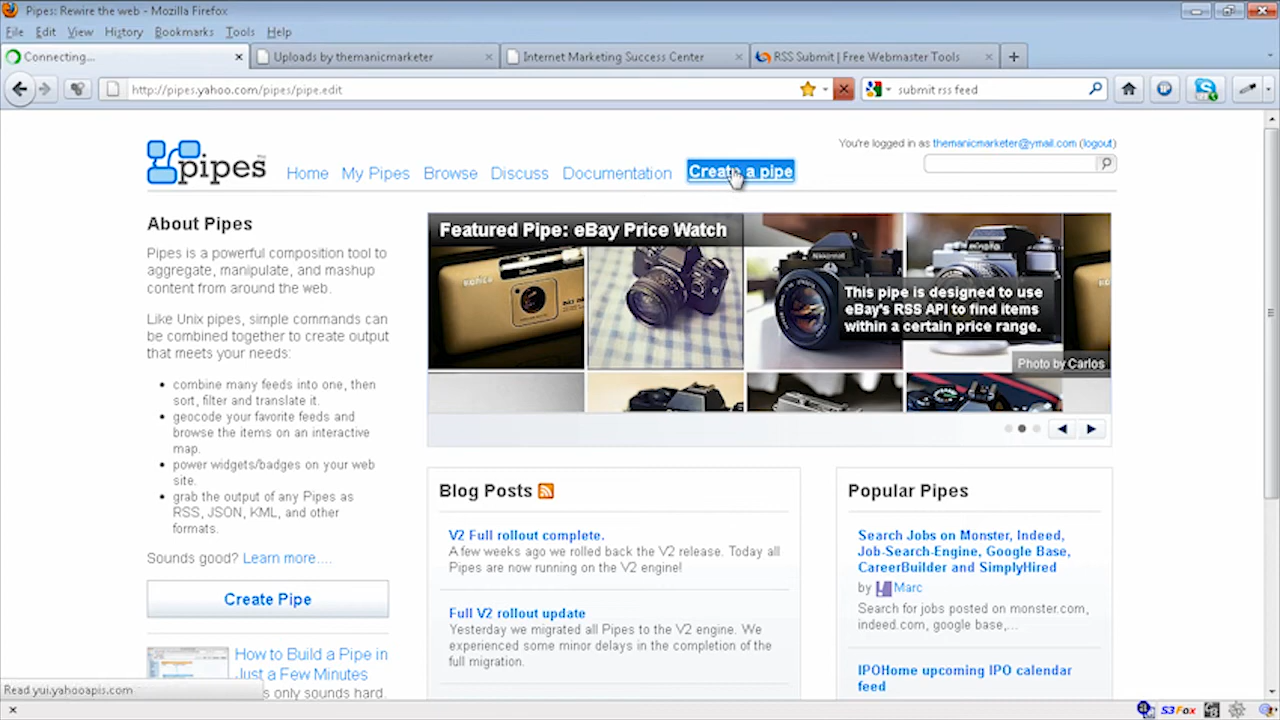 Pipes: Rewire the web - Mozilla Firefox
File Edit View History Bookmarks Tools Help
Connecting...
Uploads by themanicmarketer
Internet Marketing Success Center
RSS Submit | Free Webmaster Tools
http://pipes.yahoo.com/pipes/pipe.edit
submit rss feed
You're logged in as themanicmarketer@ymail.com (logout)
pipes
Home My Pipes Browse Discuss Documentation Create a pipe
About Pipes
Pipes is a powerful composition tool to
aggregate, manipulate, and mashup
content from around the web.
Like Unix pipes, simple commands can
be combined together to create output
that meets your needs:
combine many feeds into one, then
sort, filter and translate it.
geocode your favorite feeds and
browse the items on an interactive
map.
power widgets/badges on your web
site.
grab the output of any Pipes as
RSS, JSON, KML, and other
formats.
Sounds good? Learn more....
Create Pipe
How to Build a Pipe in
Just a Few Minutes
s only sounds hard.
Featured Pipe: eBay Price Watch
This pipe is designed to use
eBay's RSS API to find items
within a certain price range.
Photo by Carlos
Blog Posts
V2 Full rollout complete.
A few weeks ago we rolled back the V2 release. Today all
Pipes are now running on the V2 engine!
Full V2 rollout update
Yesterday we migrated all Pipes to the V2 engine. We
experienced some minor delays in the completion of the
full migration.
Popular Pipes
Search Jobs on Monster, Indeed,
Job-Search-Engine, Google Base,
CareerBuilder and SimplyHired
by Marc
Search for jobs posted on monster.com,
indeed.com, google base,...
IPOHome upcoming IPO calendar
feed
Read yui.yahooapis.com
S3Fox